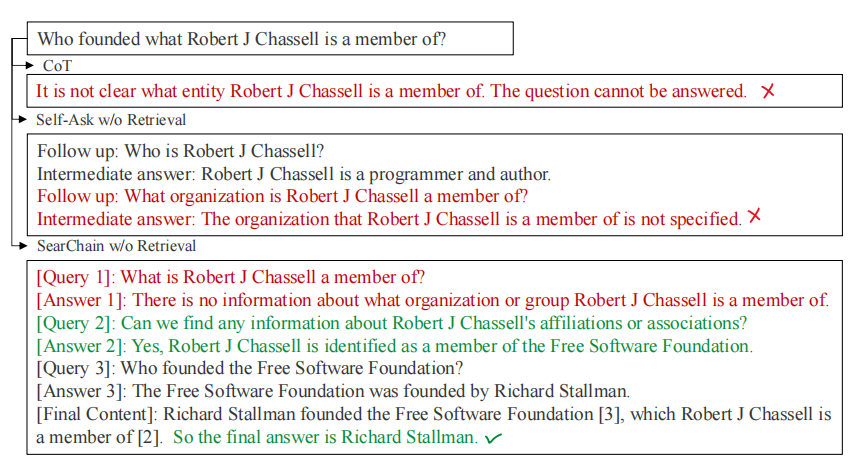 Who founded what Robert J Chassell is a member of?
CoT
It is not clear what entity Robert J Chassell is a member of. The question cannot be answered.
Self-Ask w/o Retrieval
Follow up: Who is Robert J Chassell?
Intermediate answer: Robert J Chassell is a programmer and author.
Follow up: What organization is Robert J Chassell a member of?
Intermediate answer: The organization that Robert J Chassell is a member of is not specified.
SearChain w/o Retrieval
[Query 1]: What is Robert J Chassell a member of?
[Answer 1]: There is no information about what organization or group Robert J Chassell is a member of.
[Query 2]: Can we find any information about Robert J Chassell's affiliations or associations?
[Answer 2]: Yes, Robert J Chassell is identified as a member of the Free Software Foundation.
[Query 3]: Who founded the Free Software Foundation?
[Answer 3]: The Free Software Foundation was founded by Richard Stallman.
[Final Content]: Richard Stallman founded the Free Software Foundation [3], which Robert J Chassell is
a member of [2]. So the final answer is Richard Stallman.